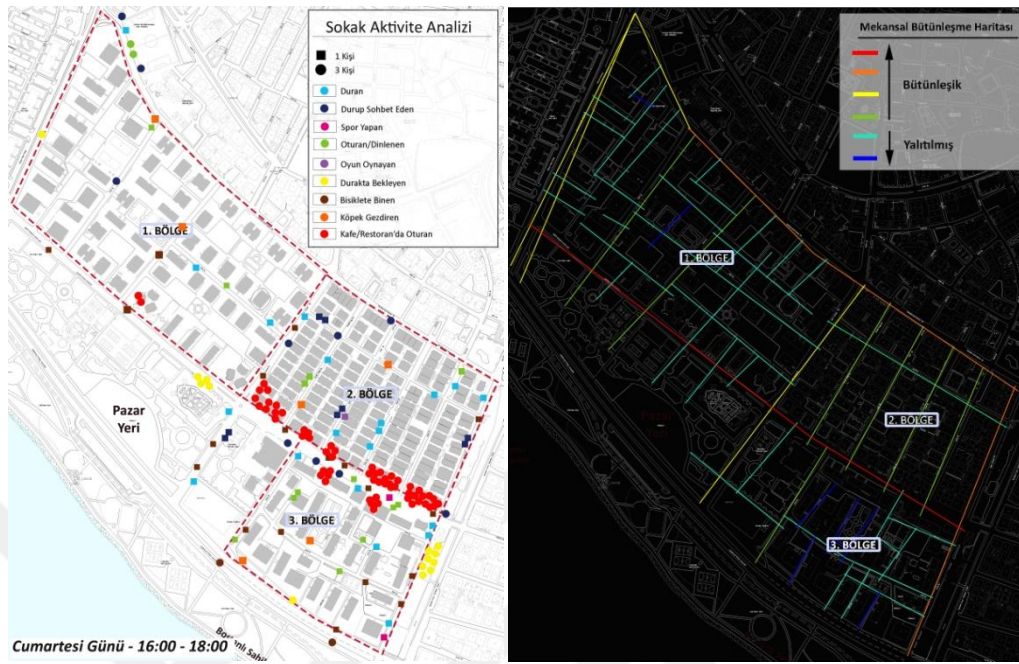 Sokak Aktivite Analizi
1 Kişi
3 Kişi
Duran
Durup Sohbet Eden
Spor Yapan
Oturan/Dinlenen
Oyun Oynayan
Durakta Bekleyen
Bisiklete Binen
Köpek Gezdiren
Kafe/Restoran'da Oturan
1. BÖLGE
2. BÖLGE
Pazar
Yeri
3. BÖLGE
Cumartesi Günü - 16:00 - 18:00
Mekansal Bütünleşme Haritası
Bütünleşik
Yalıtılmış
1. BÖLGE
Pazar
2. BÖLGE
3. BÖLGE